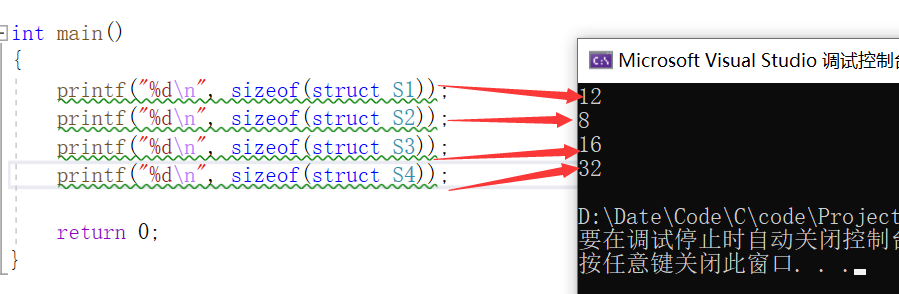 int main()
{
printf("%d\n", sizeof(struct S1));
printf("%d\n", sizeof(struct S2));
printf("%d\n", sizeof(struct S3));
printf("%d\n", sizeof(struct S4));
return 0;
}
C:\ Microsoft Visual Studio 调试控制台
12
8
16
32
D:\Date\Code\C\code\Project
要在调试停止时自动关闭控制台
按任意键关闭此窗口. . .